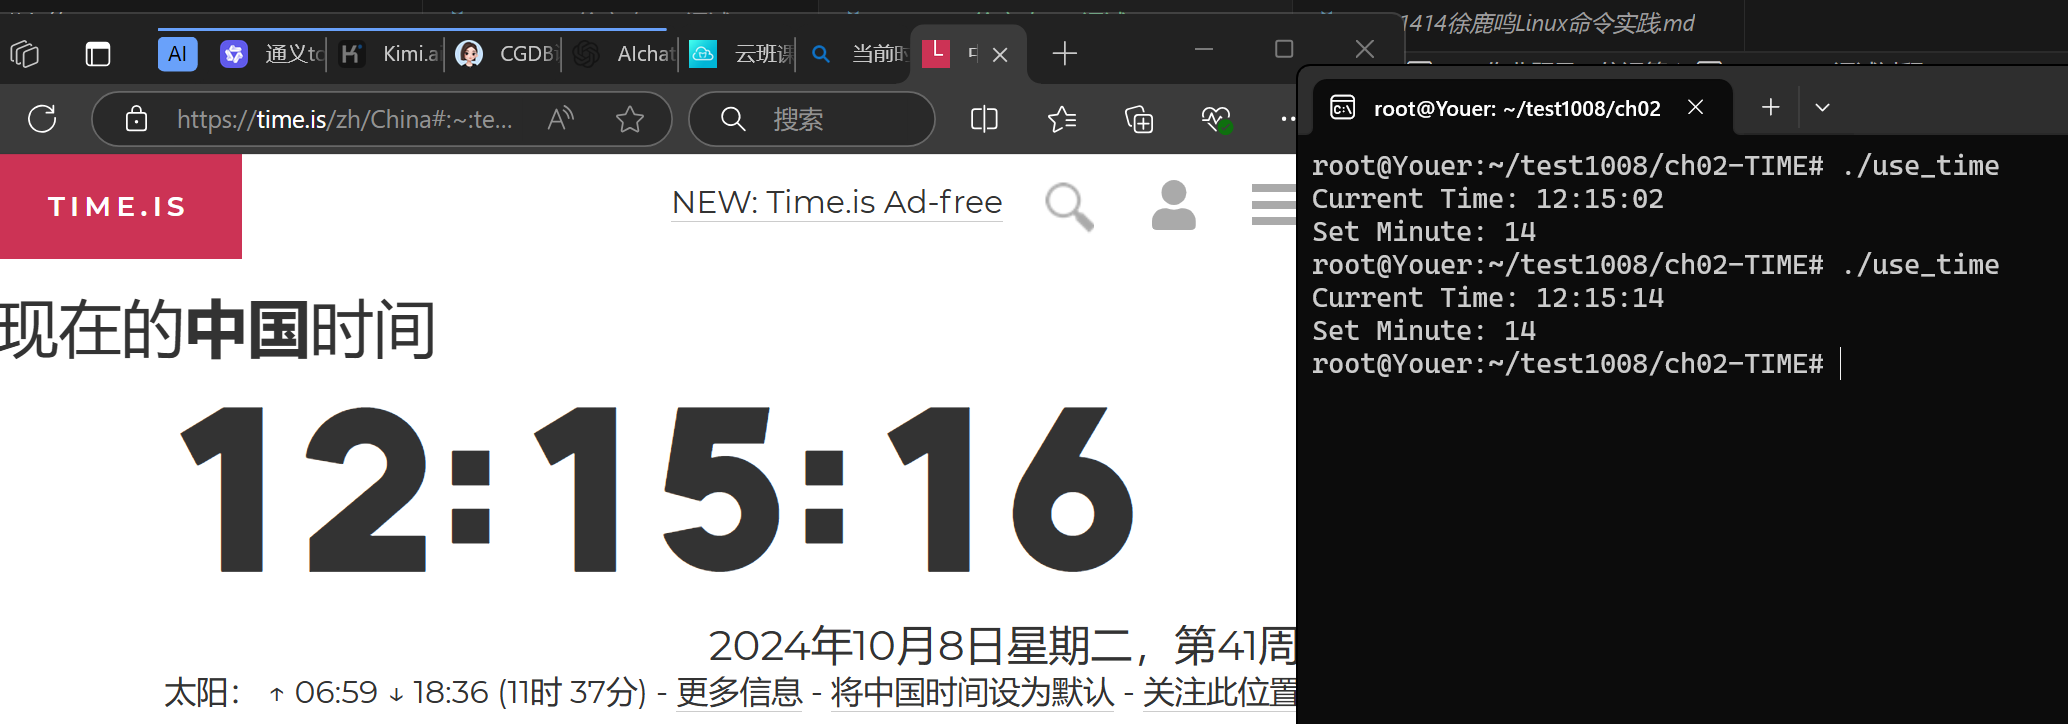 1414徐鹿鸣Linux命令实践.md
AI 通义to Kimi.ai CGDB AIchat 云班课 当前时
https://time.is/zh/China#:~:te... 搜索
TIME.IS
NEW: Time.is Ad-free
现在的中国时间
12:15:16
2024年10月8日星期二，第41周
太阳： ↑ 06:59 ↓ 18:36 (11时 37分) - 更多信息 - 将中国时间设为默认 - 关注此位置
root@Youer: ~/test1008/ch02
root@Youer:~/test1008/ch02-TIME# ./use_time
Current Time: 12:15:02
Set Minute: 14
root@Youer:~/test1008/ch02-TIME# ./use_time
Current Time: 12:15:14
Set Minute: 14
root@Youer:~/test1008/ch02-TIME#